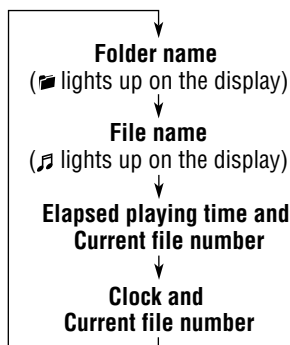 Folder name
(📁 lights up on the display)
File name
(🎵 lights up on the display)
Elapsed playing time and
Current file number
Clock and
Current file number